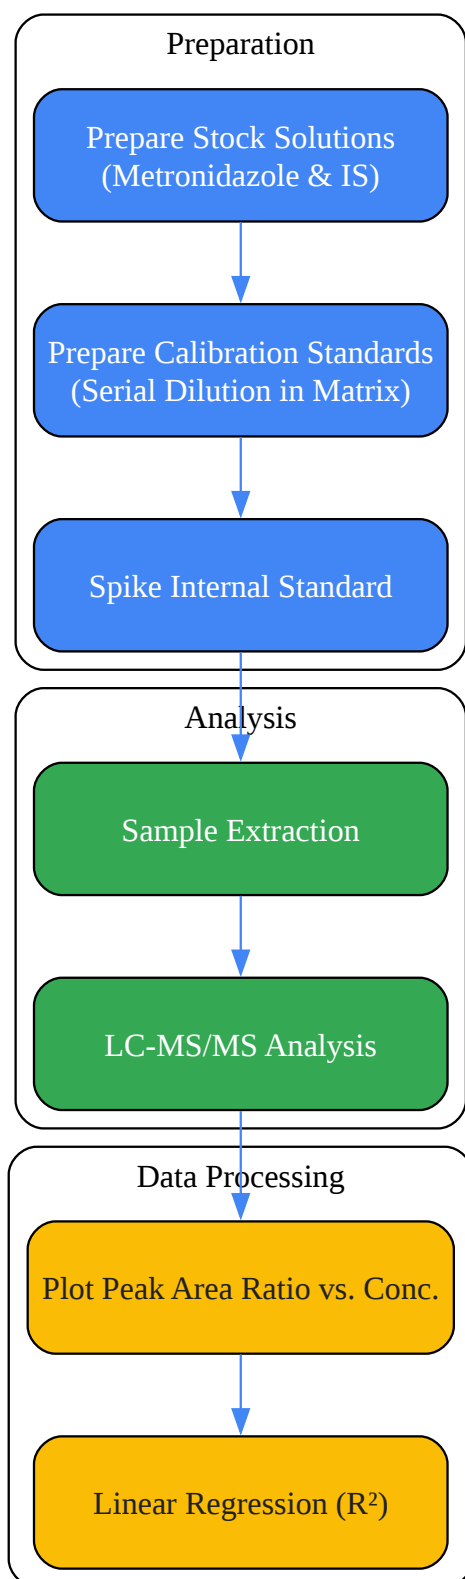 Preparation
Prepare Stock Solutions
(Metronidazole & IS)
Prepare Calibration Standards
(Serial Dilution in Matrix)
Spike Internal Standard
Analysis
Sample Extraction
LC-MS/MS Analysis
Data Processing
Plot Peak Area Ratio vs. Conc.
Linear Regression (R²)